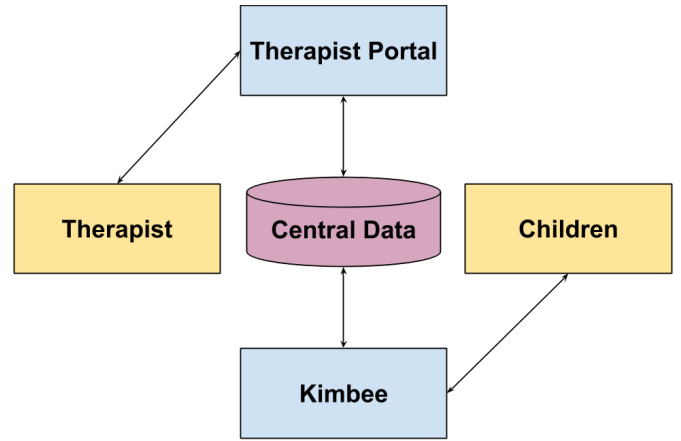 Therapist Portal
Therapist
Central Data
Children
Kimbee